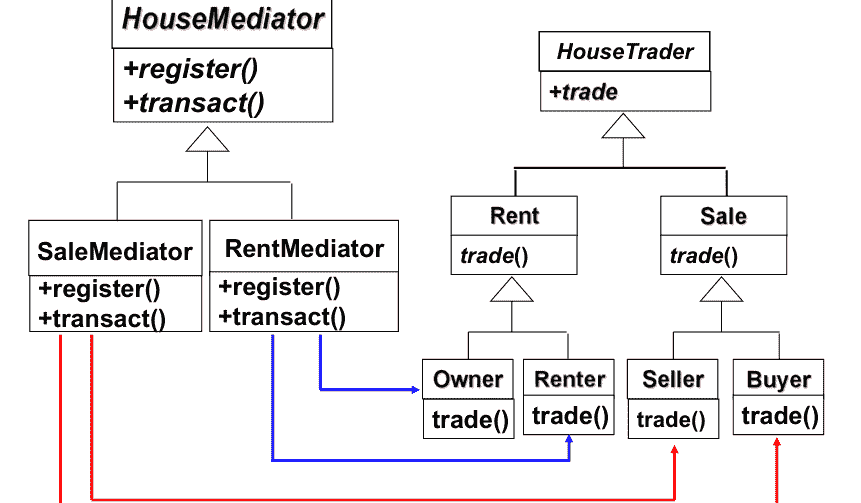 HouseMediator
+register()
+transact()
HouseTrader
+trade
SaleMediator
+register()
+transact()
RentMediator
+register()
+transact()
Rent
trade()
Sale
trade()
Owner
trade()
Renter
trade()
Seller
trade()
Buyer
trade()